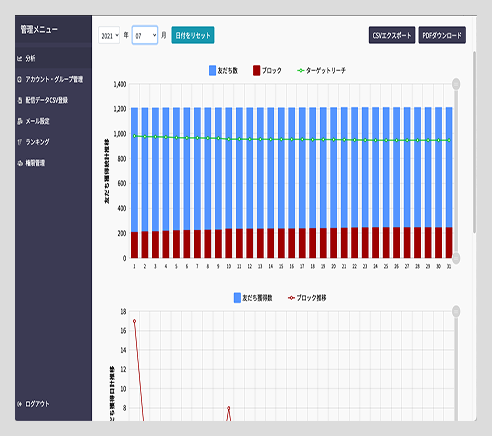 管理メニュー
分析
アカウント・グループ管理
配信データCSV登録
メール設定
ランキング
権限管理
ログアウト
2021 年 07 月 日付をリセット
CSVエクスポート PDFダウンロード
友だち数 ブロック ターゲットリーチ
友だち獲得統計推移
1,400
1,200
1,000
800
600
400
200
0
1 2 3 4 5 6 7 8 9 10 11 12 13 14 15 16 17 18 19 20 21 22 23 24 25 26 27 28 29 30 31
友だち獲得数 ブロック推移
だち獲得日計推移
18
16
14
12
10
8